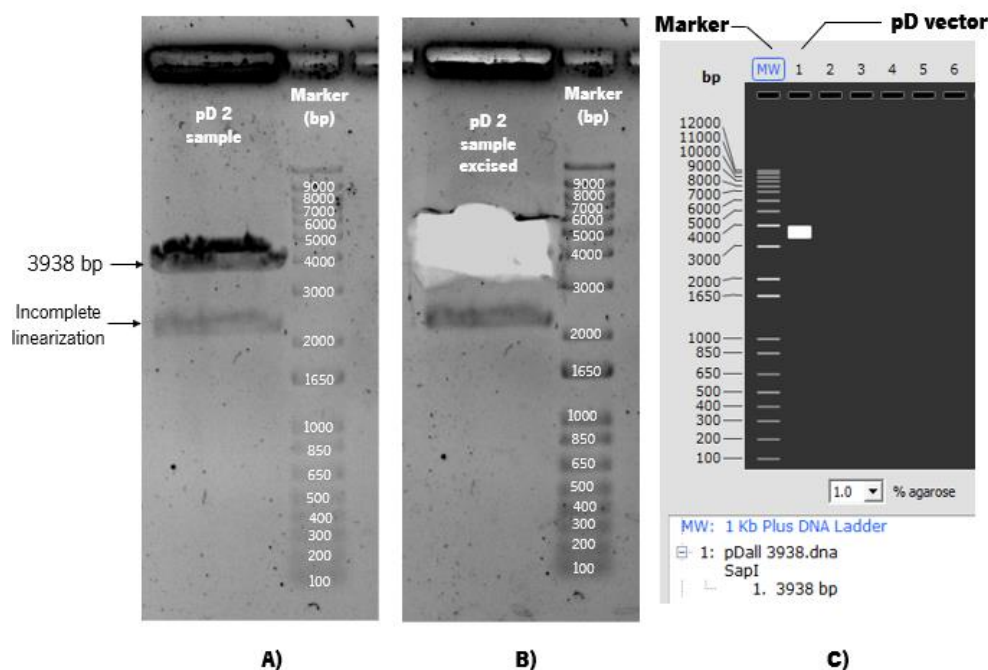 pD 2
sample
Marker
(bp)
9000
8000
7000
6000
5000
4000
3000
2000
1650
1000
850
650
500
400
300
200
100
3938 bp
Incomplete
linearization
A)
pD 2
sample
excised
Marker
(bp)
9000
8000
7000
6000
5000
4000
3000
2000
1650
1000
850
650
500
400
300
200
100
B)
Marker
pD vector
bp
MW 1 2 3 4 5 6
12000
11000
10000
9000
8000
7000
6000
5000
4000
3000
2000
1650
1000
850
650
500
400
300
200
100
1.0 % agarose
MW: 1 Kb Plus DNA Ladder
1: pDall 3938.dna
SapI
1. 3938 bp
C)